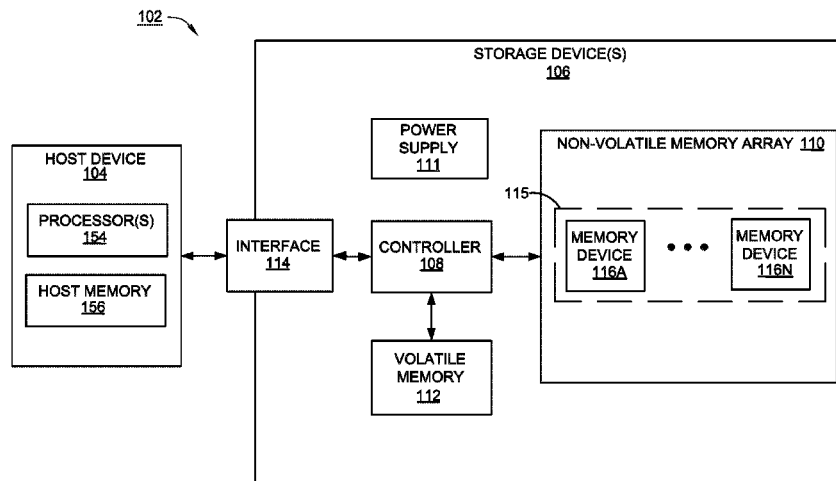 102
STORAGE DEVICE(S)
106
POWER
SUPPLY
111
NON-VOLATILE MEMORY ARRAY 110
HOST DEVICE
104
115
PROCESSOR(S)
154
INTERFACE
114
CONTROLLER
108
MEMORY
DEVICE
116A
MEMORY
DEVICE
116N
HOST MEMORY
156
VOLATILE
MEMORY
112